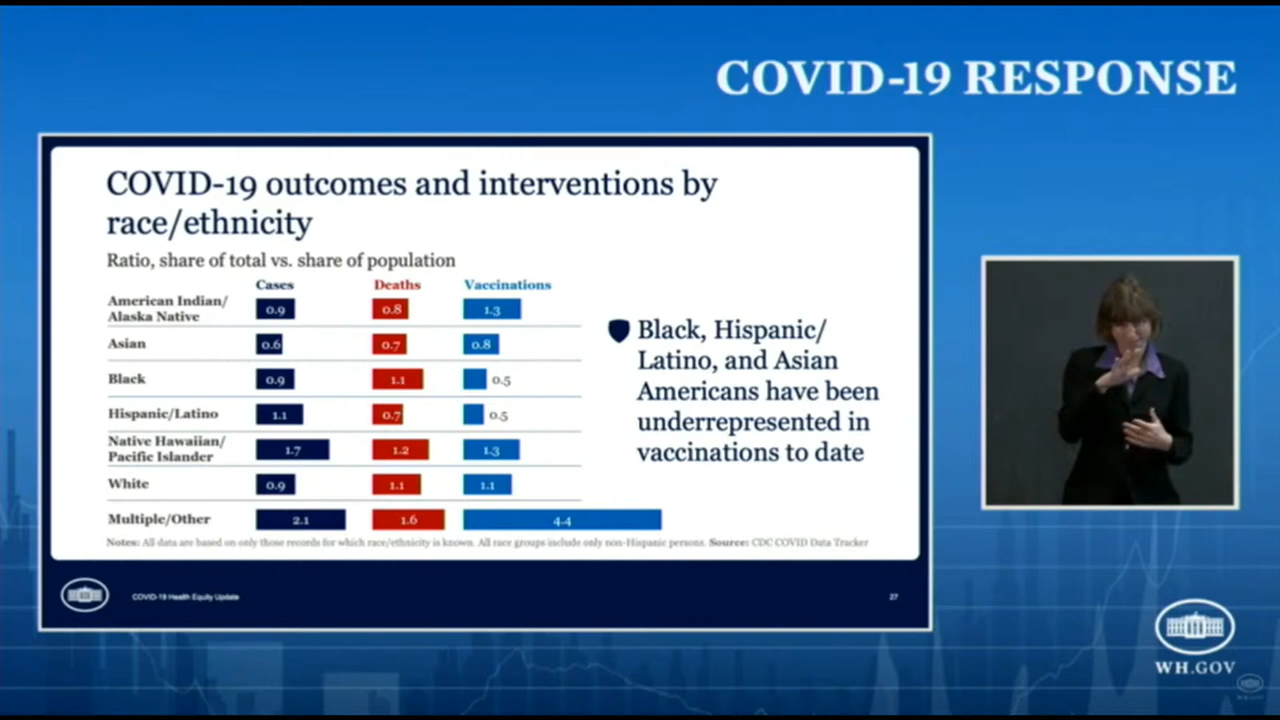 COVID-19 RESPONSE
COVID-19 outcomes and interventions by
race/ethnicity
Ratio, share of total vs. share of population
Cases Deaths Vaccinations
American Indian/
Alaska Native
0.9 0.8 1.3
Asian 0.6 0.7 0.8
Black 0.9 1.1 0.5
Hispanic/Latino 1.1 0.7 0.5
Native Hawaiian/
Pacific Islander
1.7 1.2 1.3
White 0.9 1.1 1.1
Multiple/Other 2.1 1.6 4.4
Black, Hispanic/
Latino, and Asian
Americans have been
underrepresented in
vaccinations to date
Notes: All data are based on only those records for which race/ethnicity is known. All race groups include only non-Hispanic persons. Source: CDC COVID Data Tracker
COVID-19 Health Equity Update
27
WH.GOV